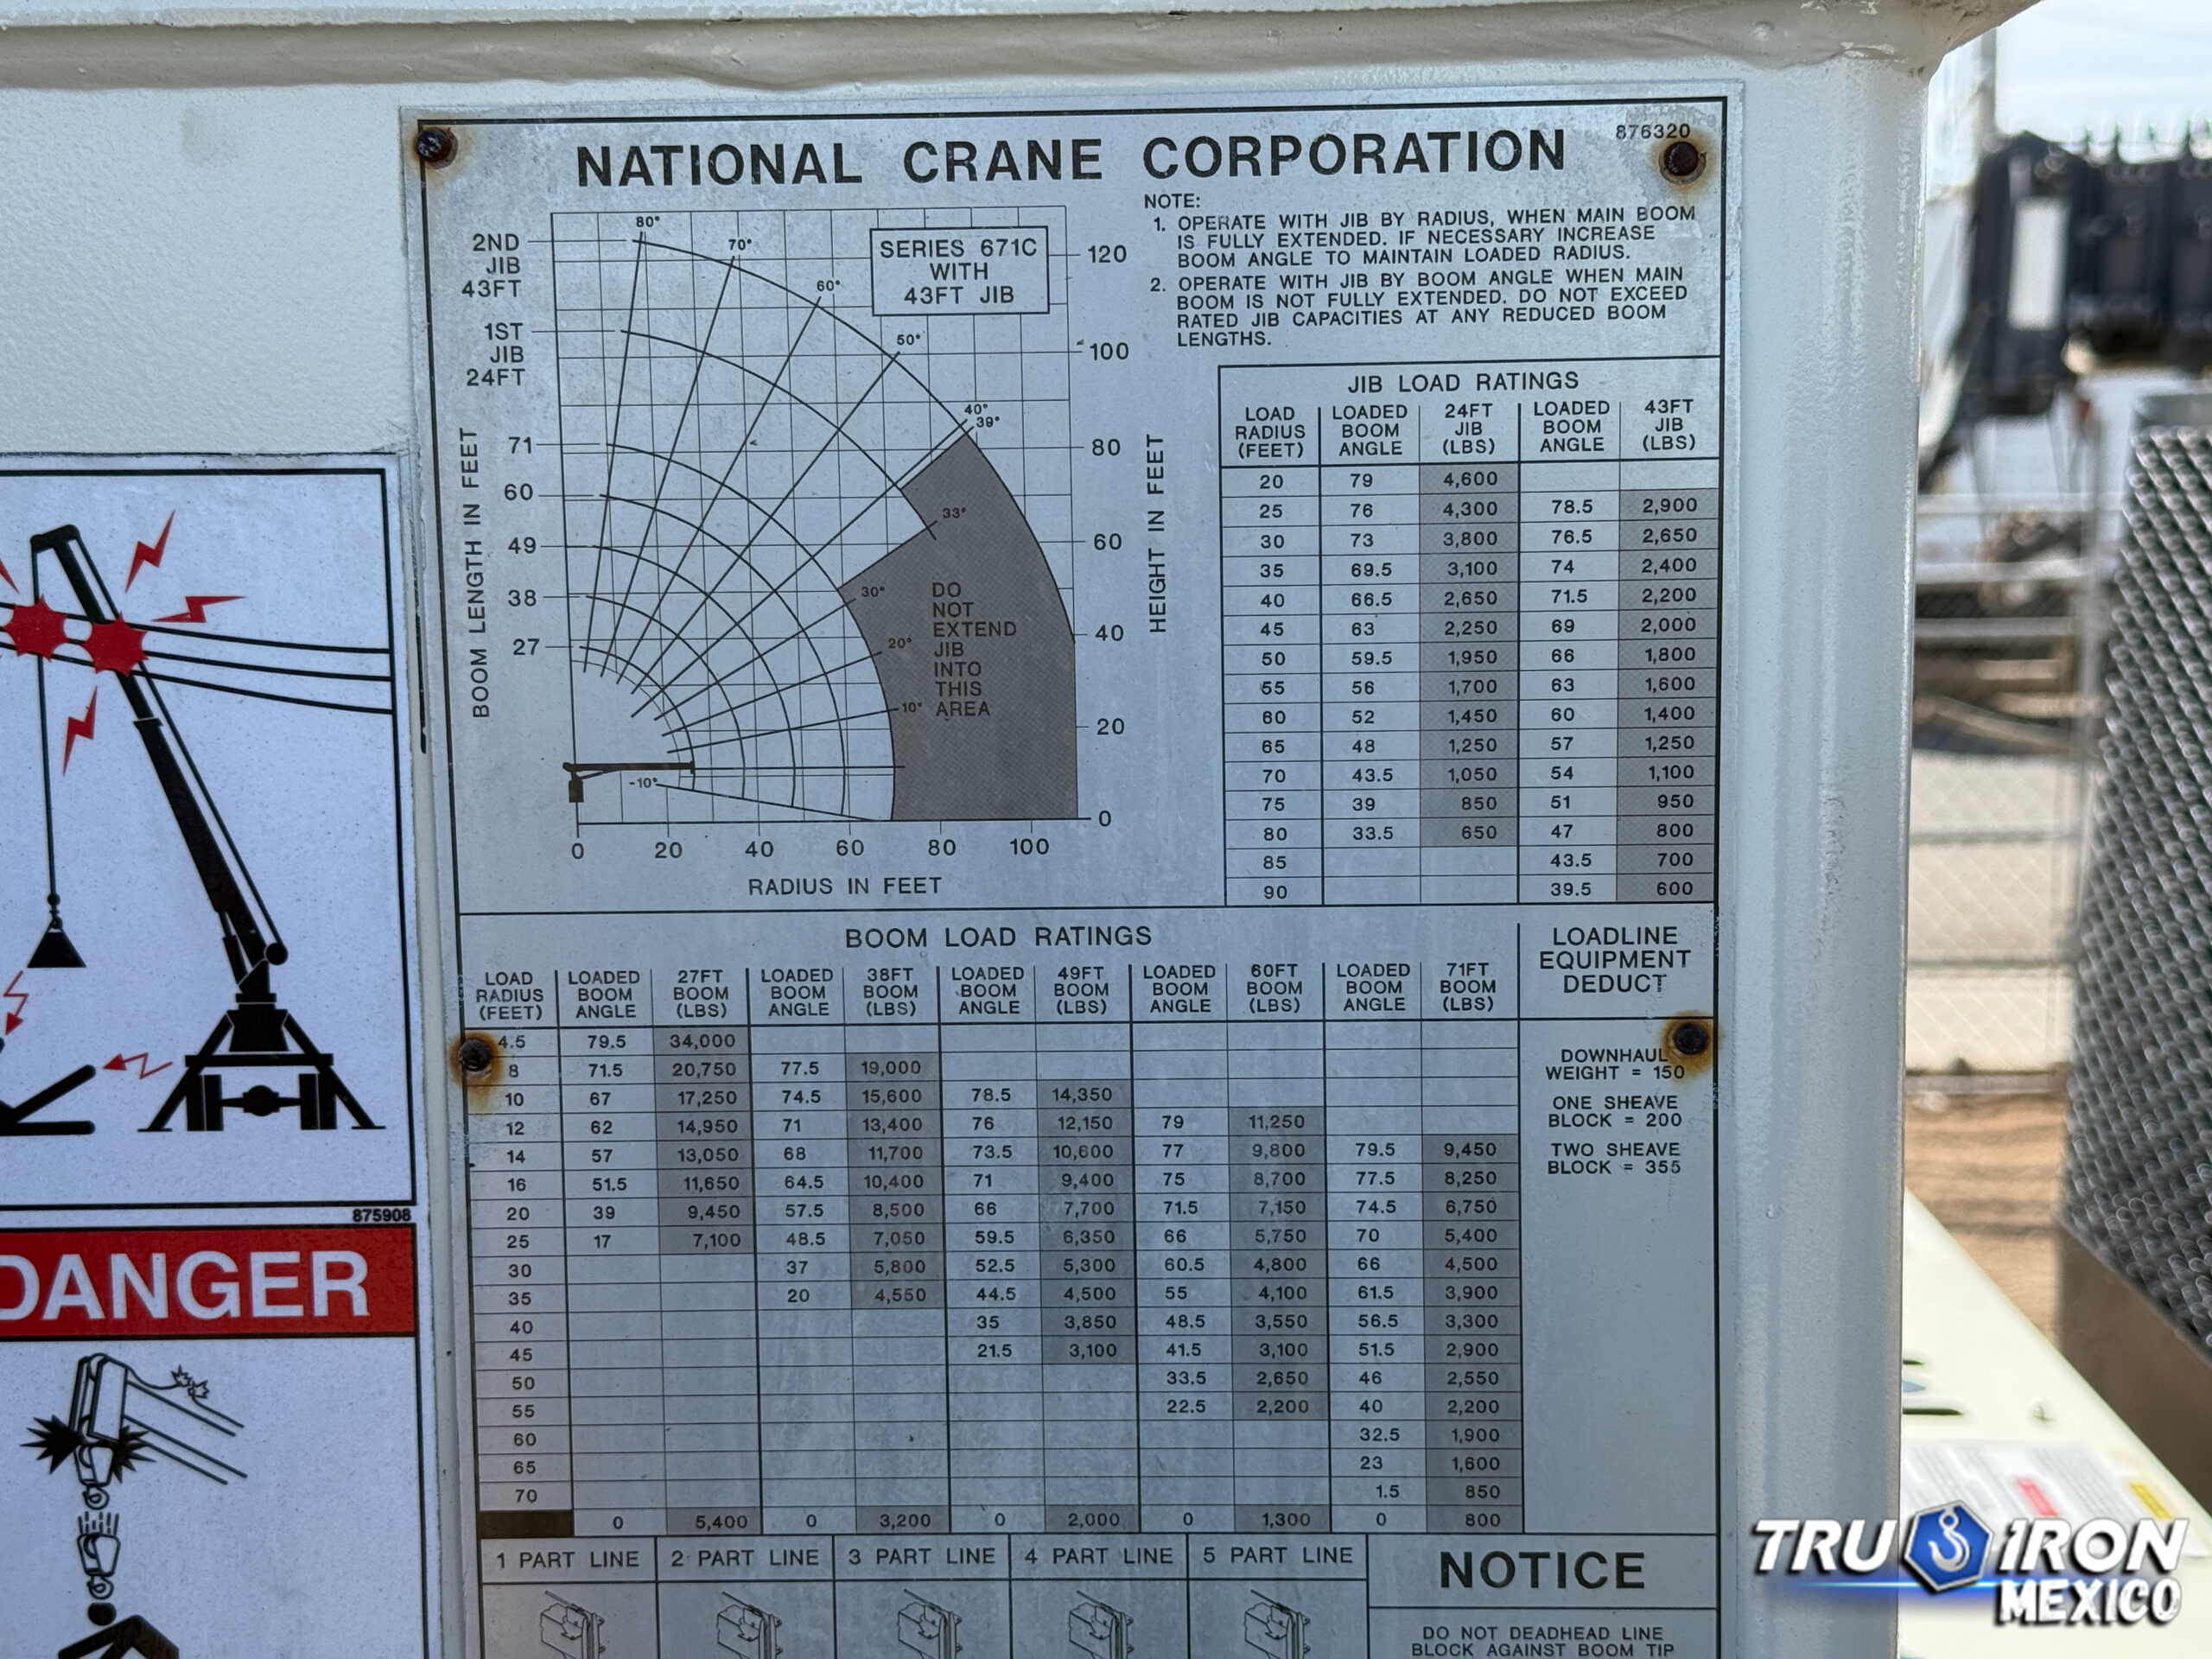 NATIONAL CRANE CORPORATION
876320
2ND
JIB
43FT
1ST
JIB
24FT
71
60
49
38
27
BOOM LENGTH IN FEET
80°
70°
60°
50°
40°
39°
33°
30°
20°
10°
-10°
SERIES 671C
WITH
43FT JIB
DO
NOT
EXTEND
JIB
INTO
THIS
AREA
120
100
80
60
40
20
0
HEIGHT IN FEET
0 20 40 60 80 100
RADIUS IN FEET
NOTE:
1. OPERATE WITH JIB BY RADIUS, WHEN MAIN BOOM
IS FULLY EXTENDED. IF NECESSARY INCREASE
BOOM ANGLE TO MAINTAIN LOADED RADIUS.
2. OPERATE WITH JIB BY BOOM ANGLE WHEN MAIN
BOOM IS NOT FULLY EXTENDED. DO NOT EXCEED
RATED JIB CAPACITIES AT ANY REDUCED BOOM
LENGTHS.
JIB LOAD RATINGS
LOAD LOADED 24FT LOADED 43FT
RADIUS BOOM JIB BOOM JIB
(FEET) ANGLE (LBS) ANGLE (LBS)
20 79 4,600
25 76 4,300 78.5 2,900
30 73 3,800 76.5 2,650
35 69.5 3,100 74 2,400
40 66.5 2,650 71.5 2,200
45 63 2,250 69 2,000
50 59.5 1,950 66 1,800
55 56 1,700 63 1,600
60 52 1,450 60 1,400
65 48 1,250 57 1,250
70 43.5 1,050 54 1,100
75 39 850 51 950
80 33.5 650 47 800
85 43.5 700
90 39.5 600
BOOM LOAD RATINGS
LOAD LOADED 27FT LOADED 38FT LOADED 49FT LOADED 60FT LOADED 71FT
RADIUS BOOM BOOM BOOM BOOM BOOM BOOM BOOM BOOM BOOM BOOM
(FEET) ANGLE (LBS) ANGLE (LBS) ANGLE (LBS) ANGLE (LBS) ANGLE (LBS)
4.5 79.5 34,000
8 71.5 20,750 77.5 19,000
10 67 17,250 74.5 15,600 78.5 14,350
12 62 14,950 71 13,400 76 12,150 79 11,250
14 57 13,050 68 11,700 73.5 10,600 77 9,800 79.5 9,450
16 51.5 11,650 64.5 10,400 71 9,400 75 8,700 77.5 8,250
20 39 9,450 57.5 8,500 66 7,700 71.5 7,150 74.5 6,750
25 17 7,100 48.5 7,050 59.5 6,350 66 5,750 70 5,400
30 37 5,800 52.5 5,300 60.5 4,800 66 4,500
35 20 4,550 44.5 4,500 55 4,100 61.5 3,900
40 35 3,850 48.5 3,550 56.5 3,300
45 21.5 3,100 41.5 3,100 51.5 2,900
50 33.5 2,650 46 2,550
55 22.5 2,200 40 2,200
60 32.5 1,900
65 23 1,600
70 1.5 850
0 5,400 0 3,200 0 2,000 0 1,300 0 800
LOADLINE
EQUIPMENT
DEDUCT
DOWNHAUL
WEIGHT = 150
ONE SHEAVE
BLOCK = 200
TWO SHEAVE
BLOCK = 355
1 PART LINE 2 PART LINE 3 PART LINE 4 PART LINE 5 PART LINE
NOTICE
DO NOT DEADHEAD LINE
BLOCK AGAINST BOOM TIP
875908
DANGER
TRU IRON
MEXICO